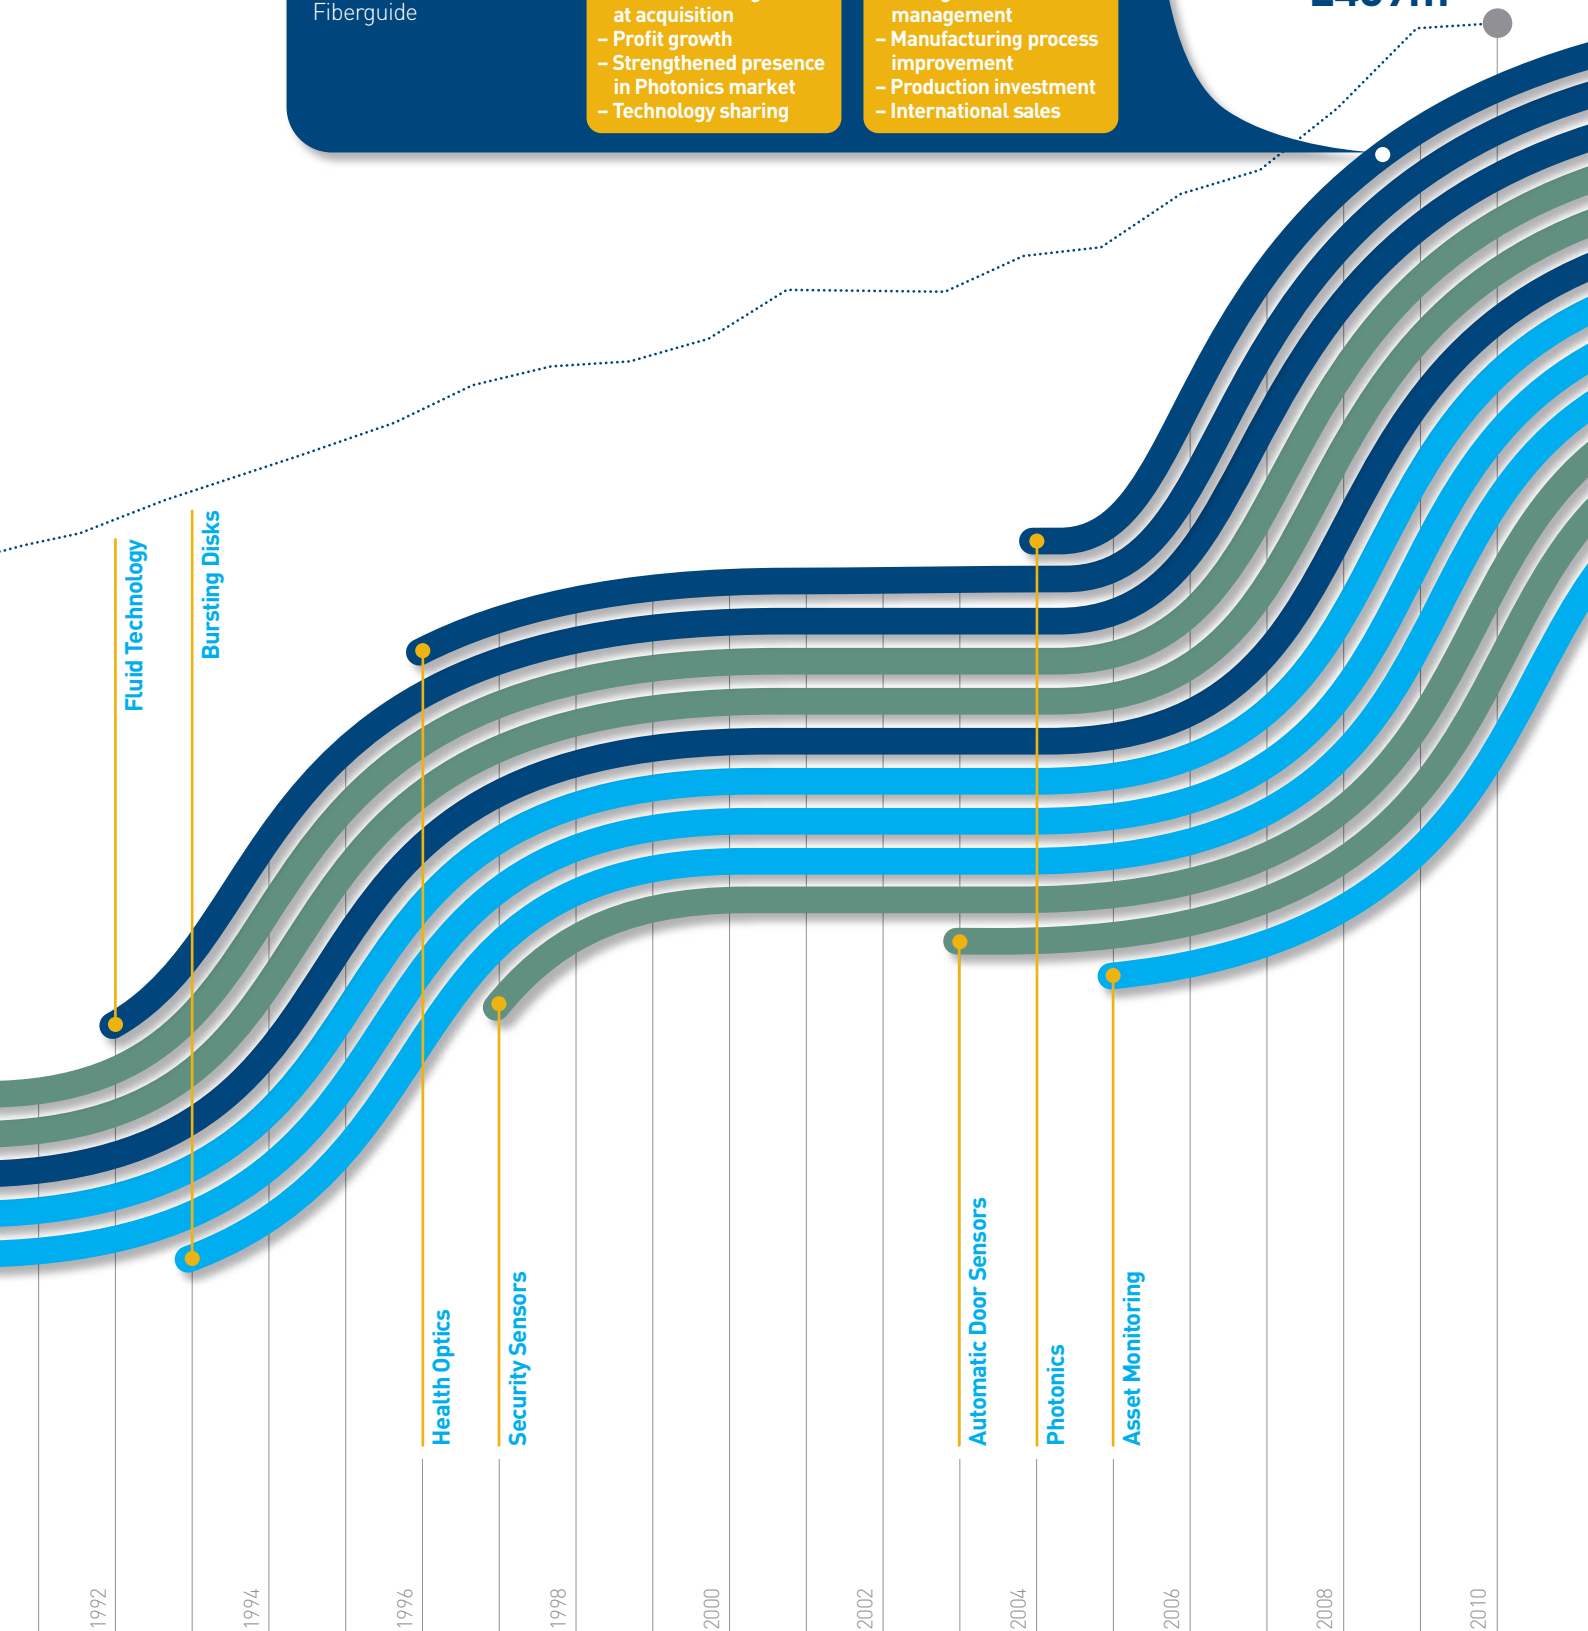 Fiberguide
at acquisition
– Profit growth
– Strengthened presence
in Photonics market
– Technology sharing
management
– Manufacturing process
improvement
– Production investment
– International sales
Fluid Technology
Bursting Disks
Health Optics
Security Sensors
Automatic Door Sensors
Photonics
Asset Monitoring
1992
1994
1996
1998
2000
2002
2004
2006
2008
2010